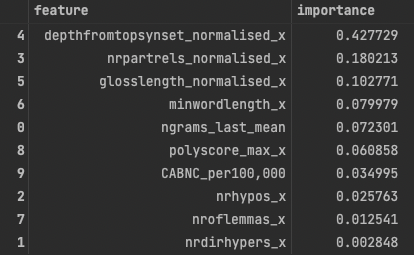 feature importance
4 depthfromtopsynset_normalised_x 0.427729
3 nrpartrels_normalised_x 0.180213
5 glosslength_normalised_x 0.102771
6 minwordlength_x 0.079979
0 ngrams_last_mean 0.072301
8 polyscore_max_x 0.060858
9 CABNC_per100,000 0.034995
2 nrhypos_x 0.025763
7 nroflemmas_x 0.012541
1 nrdirhypers_x 0.002848